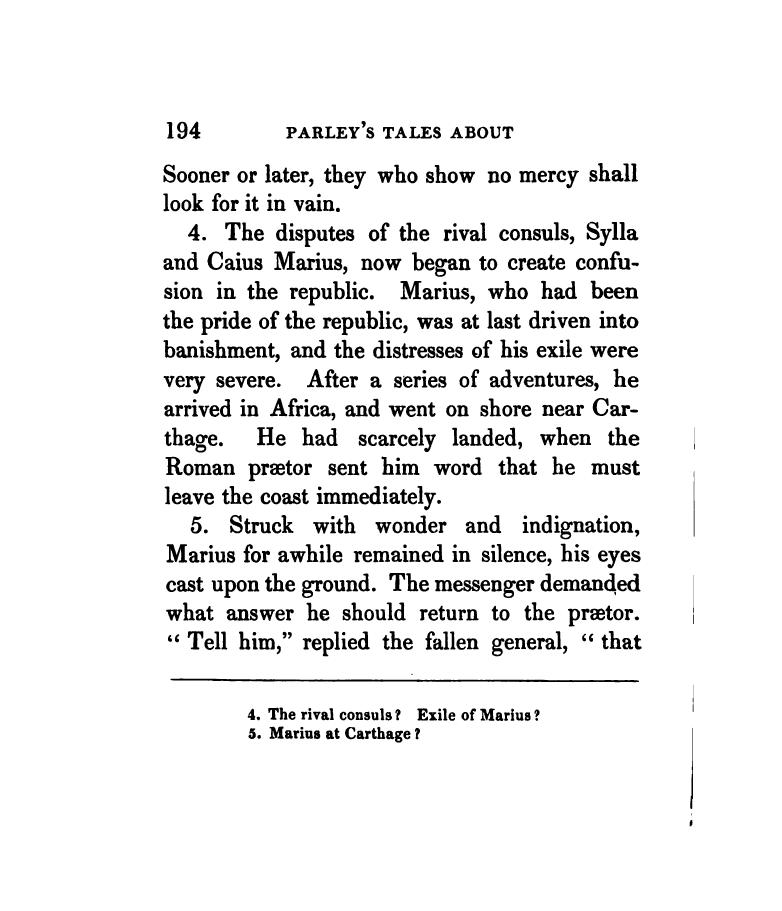 194 PARLEY'S TALES ABOUT
Sooner or later, they who show no mercy shall
look for it in vain.
4. The disputes of the rival consuls, Sylla
and Caius Marius, now began to create confu-
sion in the republic. Marius, who had been
the pride of the republic, was at last driven into
banishment, and the distresses of his exile were
very severe. After a series of adventures, he
arrived in Africa, and went on shore near Car-
thage. He had scarcely landed, when the
Roman prætor sent him word that he must
leave the coast immediately.
5. Struck with wonder and indignation,
Marius for awhile remained in silence, his eyes
cast upon the ground. The messenger demanded
what answer he should return to the prætor.
“ Tell him,” replied the fallen general, “ that
4. The rival consuls? Exile of Marius?
5. Marius at Carthage?